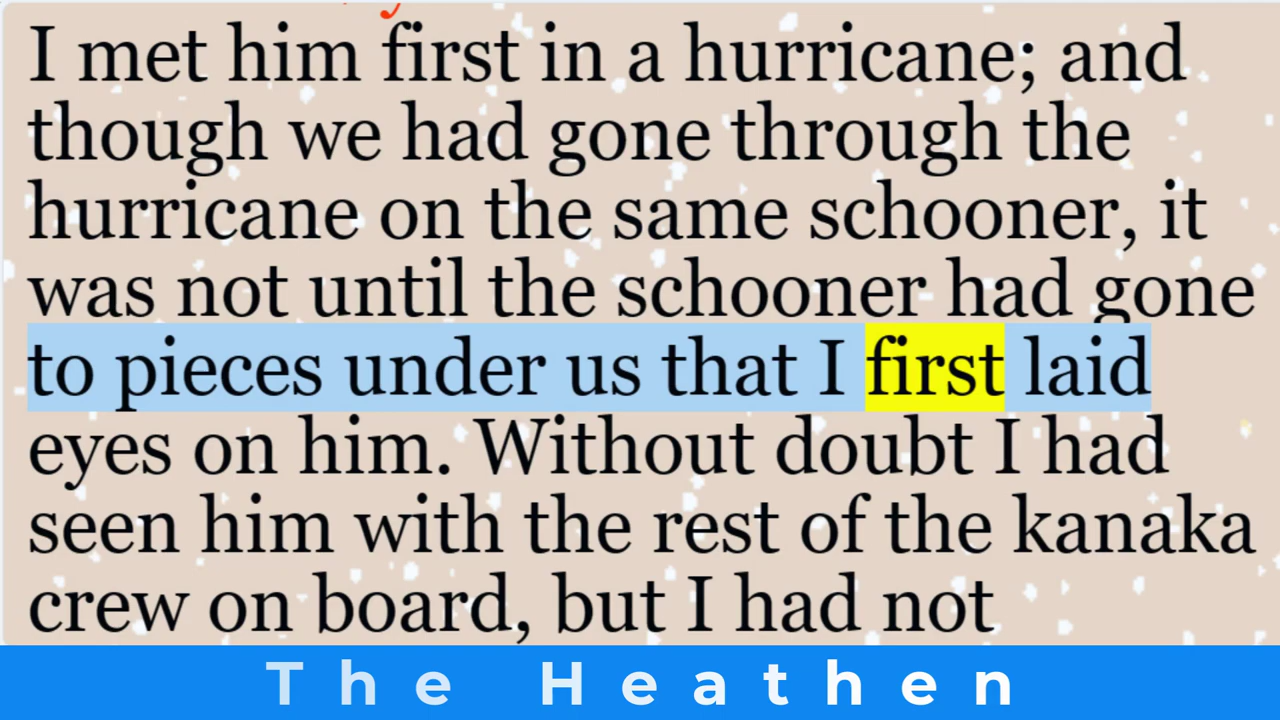 I met him first in a hurricane; and
though we had gone through the
hurricane on the same schooner, it
was not until the schooner had gone
to pieces under us that I first laid
eyes on him. Without doubt I had
seen him with the rest of the kanaka
crew on board, but I had not
The Heathen